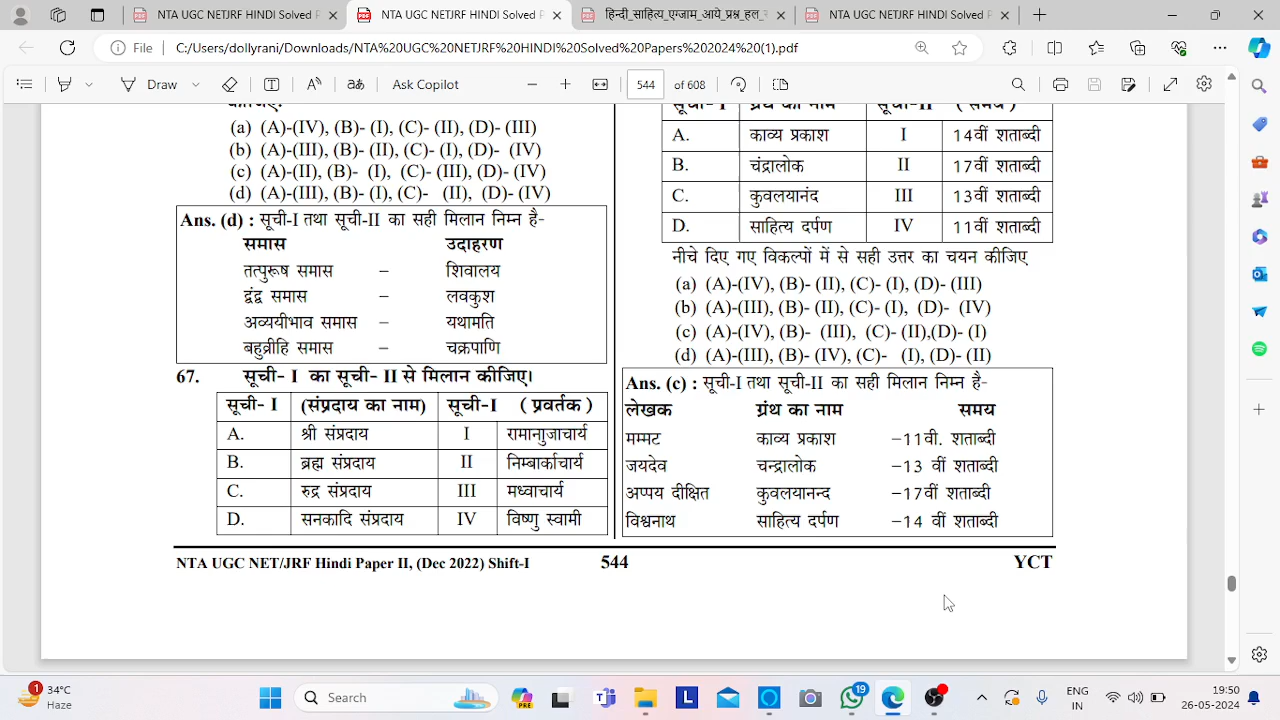 NTA UGC NETJRF HINDI Solved P
NTA UGC NETJRF HINDI Solved P
हिन्दी_साहित्य_एग्जाम_आये प्रश्न_हल_
NTA UGC NETJRF HINDI Solved P
File
C:/Users/dollyrani/Downloads/NTA%20UGC%20NETJRF%20HINDI%20Solved%20Papers%202024%20(1).pdf
Draw
Ask Copilot
544 of 608
कीजिए:
(a) (A)-(IV), (B)- (I), (C)- (II), (D)- (III)
(b) (A)-(III), (B)- (II), (C)- (I), (D)- (IV)
(c) (A)-(II), (B)- (I), (C)- (III), (D)- (IV)
(d) (A)-(III), (B)- (I), (C)- (II), (D)- (IV)
Ans. (d) : सूची-I तथा सूची-II का सही मिलान निम्न है-
समास उदाहरण
तत्पुरूष समास – शिवालय
द्वंद्व समास – लवकुश
अव्ययीभाव समास – यथामति
बहुव्रीहि समास – चक्रपाणि
67. सूची- I का सूची- II से मिलान कीजिए।
सूची- I (संप्रदाय का नाम) सूची-I ( प्रवर्तक )
A. श्री संप्रदाय I रामानाुजाचार्य
B. ब्रह्म संप्रदाय II निम्बार्काचार्य
C. रुद्र संप्रदाय III मध्वाचार्य
D. सनकादि संप्रदाय IV विष्णु स्वामी
सूची-I ग्रंथ का नाम सूची-II ( समय )
A. काव्य प्रकाश I 14वीं शताब्दी
B. चंद्रालोक II 17वीं शताब्दी
C. कुवलयानंद III 13वीं शताब्दी
D. साहित्य दर्पण IV 11वीं शताब्दी
नीचे दिए गए विकल्पों में से सही उत्तर का चयन कीजिए
(a) (A)-(IV), (B)- (II), (C)- (I), (D)- (III)
(b) (A)-(III), (B)- (II), (C)- (I), (D)- (IV)
(c) (A)-(IV), (B)- (III), (C)- (II),(D)- (I)
(d) (A)-(III), (B)- (IV), (C)- (I), (D)- (II)
Ans. (c) : सूची-I तथा सूची-II का सही मिलान निम्न है-
लेखक ग्रंथ का नाम समय
मम्मट काव्य प्रकाश –11वी. शताब्दी
जयदेव चन्द्रालोक –13 वीं शताब्दी
अप्पय दीक्षित कुवलयानन्द –17वीं शताब्दी
विश्वनाथ साहित्य दर्पण –14 वीं शताब्दी
NTA UGC NET/JRF Hindi Paper II, (Dec 2022) Shift-I 544 YCT
1
34°C
Haze
Search
PRE
L
19
ENG
IN
19:50
26-05-2024